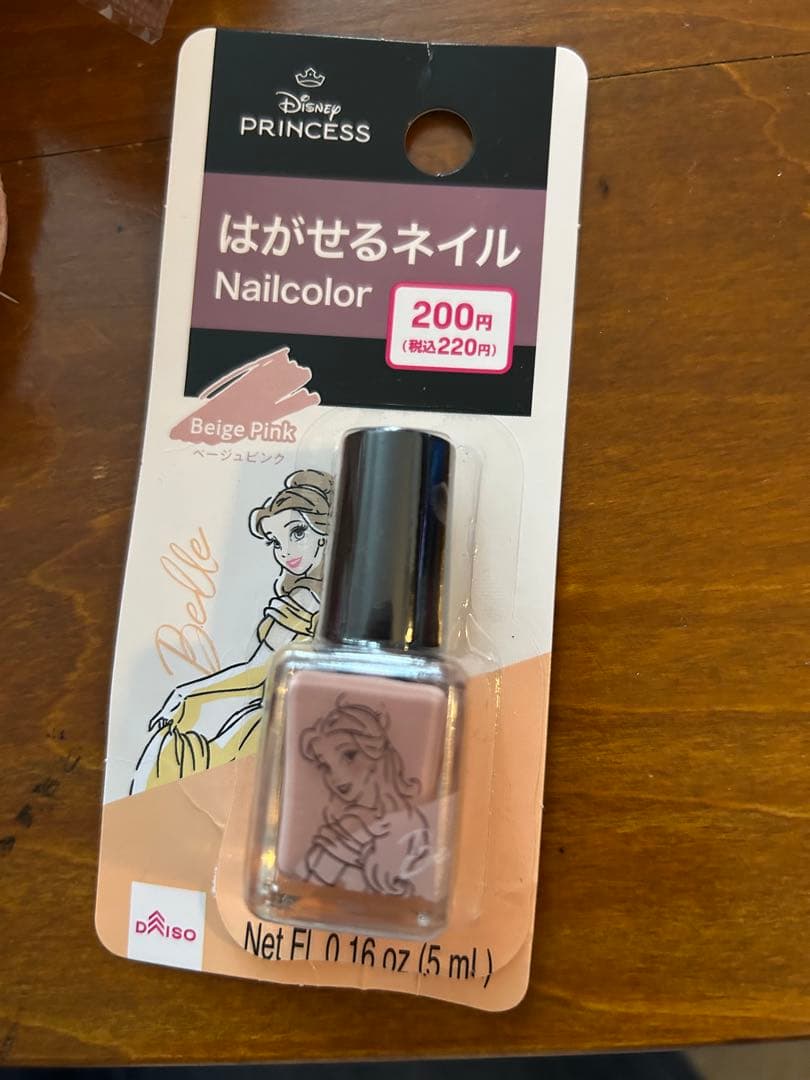 Disney
PRINCESS
はがせるネイル
Nailcolor
200円
(税込220円)
Beige Pink
ベージュピンク
Belle
Be
DAISO
Net Fl. 0.16 oz (5 mL)